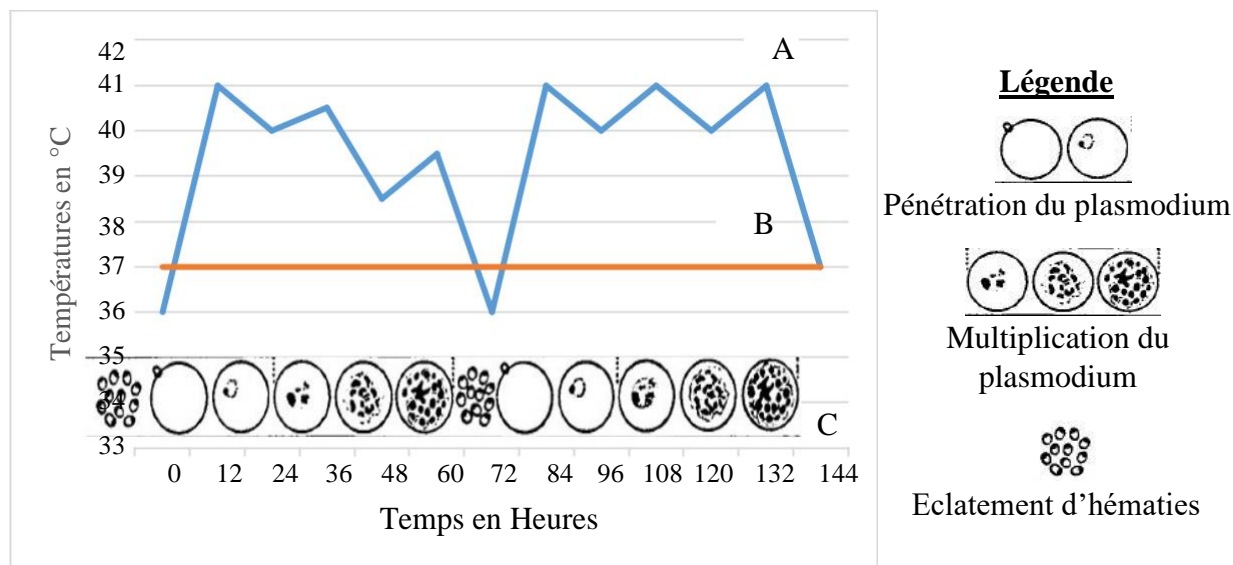 42
A
41
40
39
38
B
37
36
35
34
33
C
Températures en °C
0 12 24 36 48 60 72 84 96 108 120 132 144
Temps en Heures
Légende
Pénétration du plasmodium
Multiplication du
plasmodium
Eclatement d’hématies